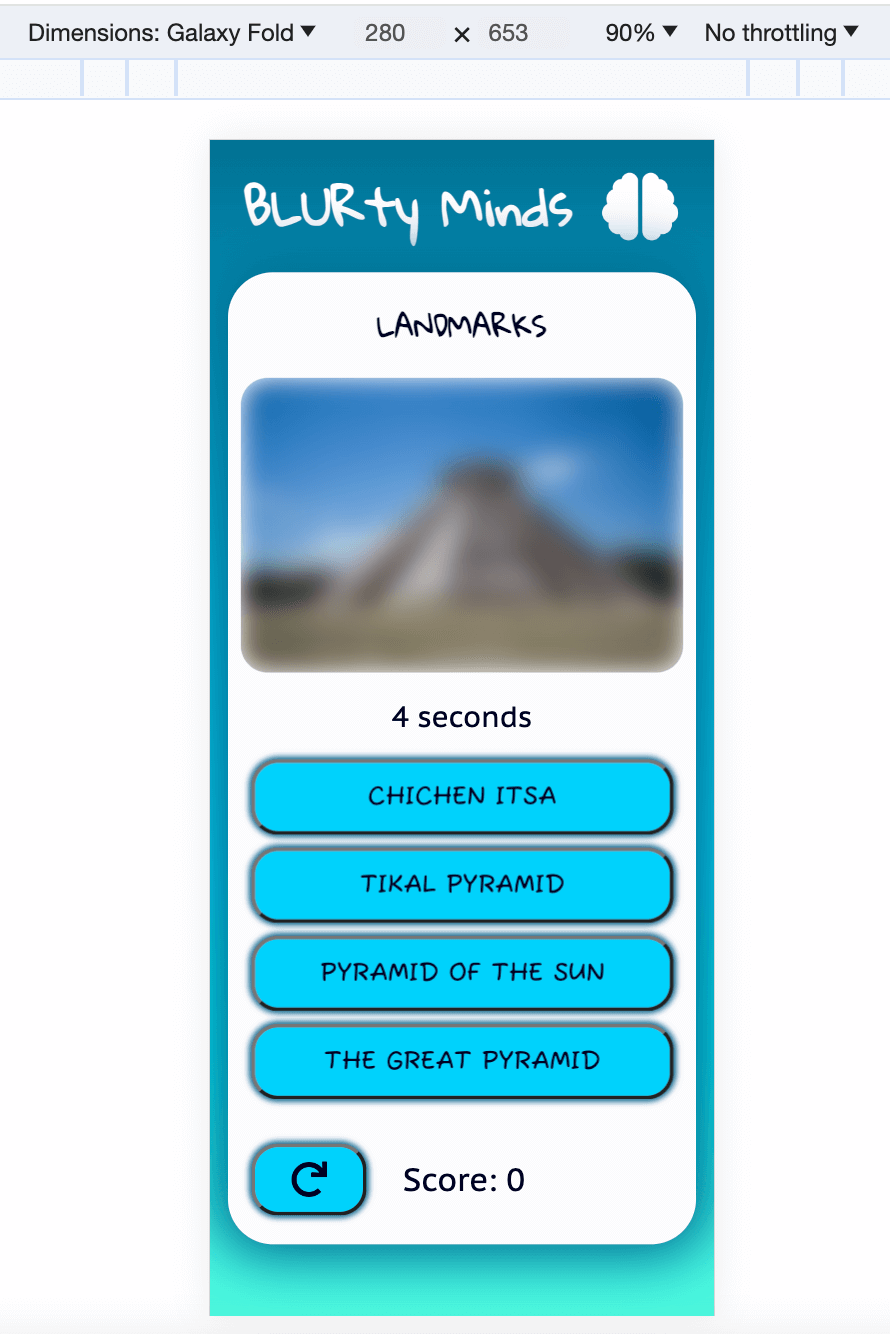 Dimensions: Galaxy Fold ▼ 280 × 653 90% ▼ No throttling ▼
BLURty Minds
LANDMARKS
4 seconds
CHICHEN ITSA
TIKAL PYRAMID
PYRAMID OF THE SUN
THE GREAT PYRAMID
Score: 0